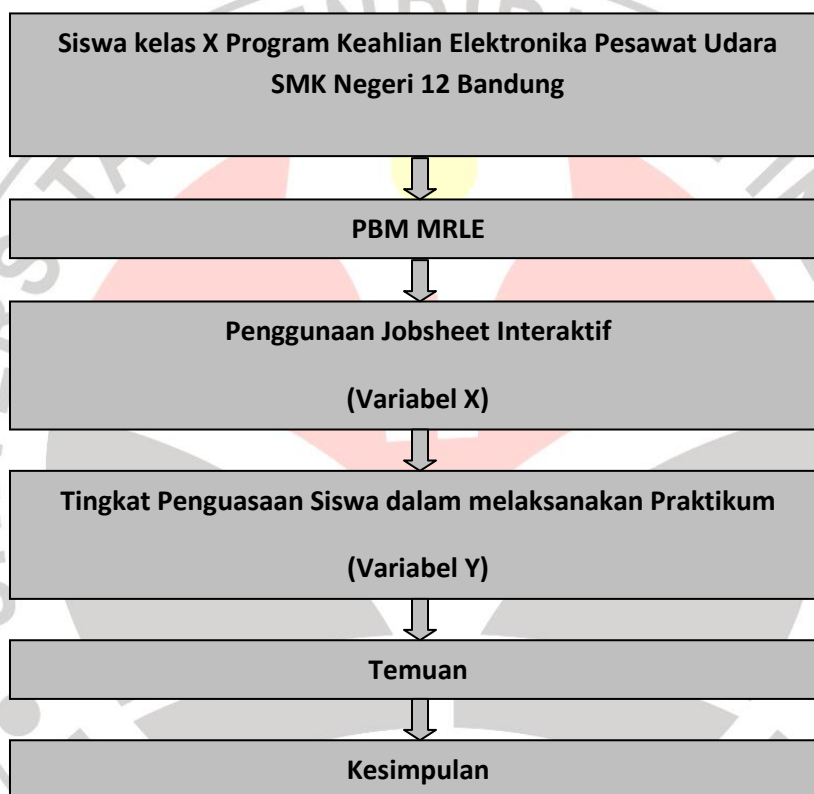 Siswa kelas X Program Keahlian Elektronika Pesawat Udara
SMK Negeri 12 Bandung
PBM MRLE
Penggunaan Jobsheet Interaktif
(Variabel X)
Tingkat Penguasaan Siswa dalam melaksanakan Praktikum
(Variabel Y)
Temuan
Kesimpulan